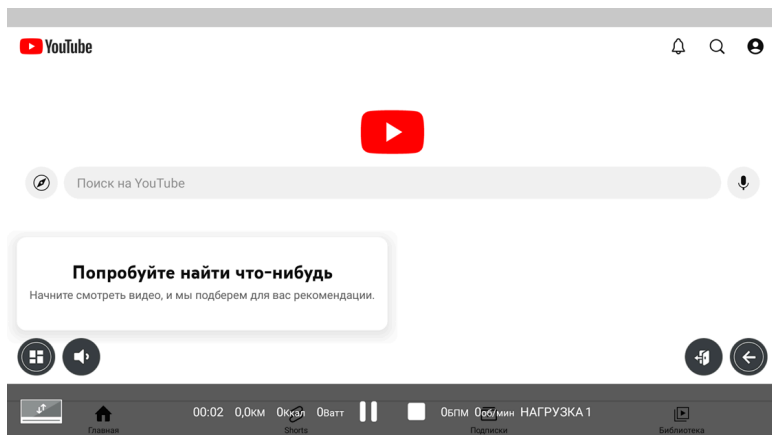 YouTube
Поиск на YouTube
Попробуйте найти что-нибудь
Начните смотреть видео, и мы подберем для вас рекомендации.
00:02 0,0км 0Ккал 0Ватт 0БПМ 0об/мин НАГРУЗКА 1
Главная Shorts Подписки Библиотека